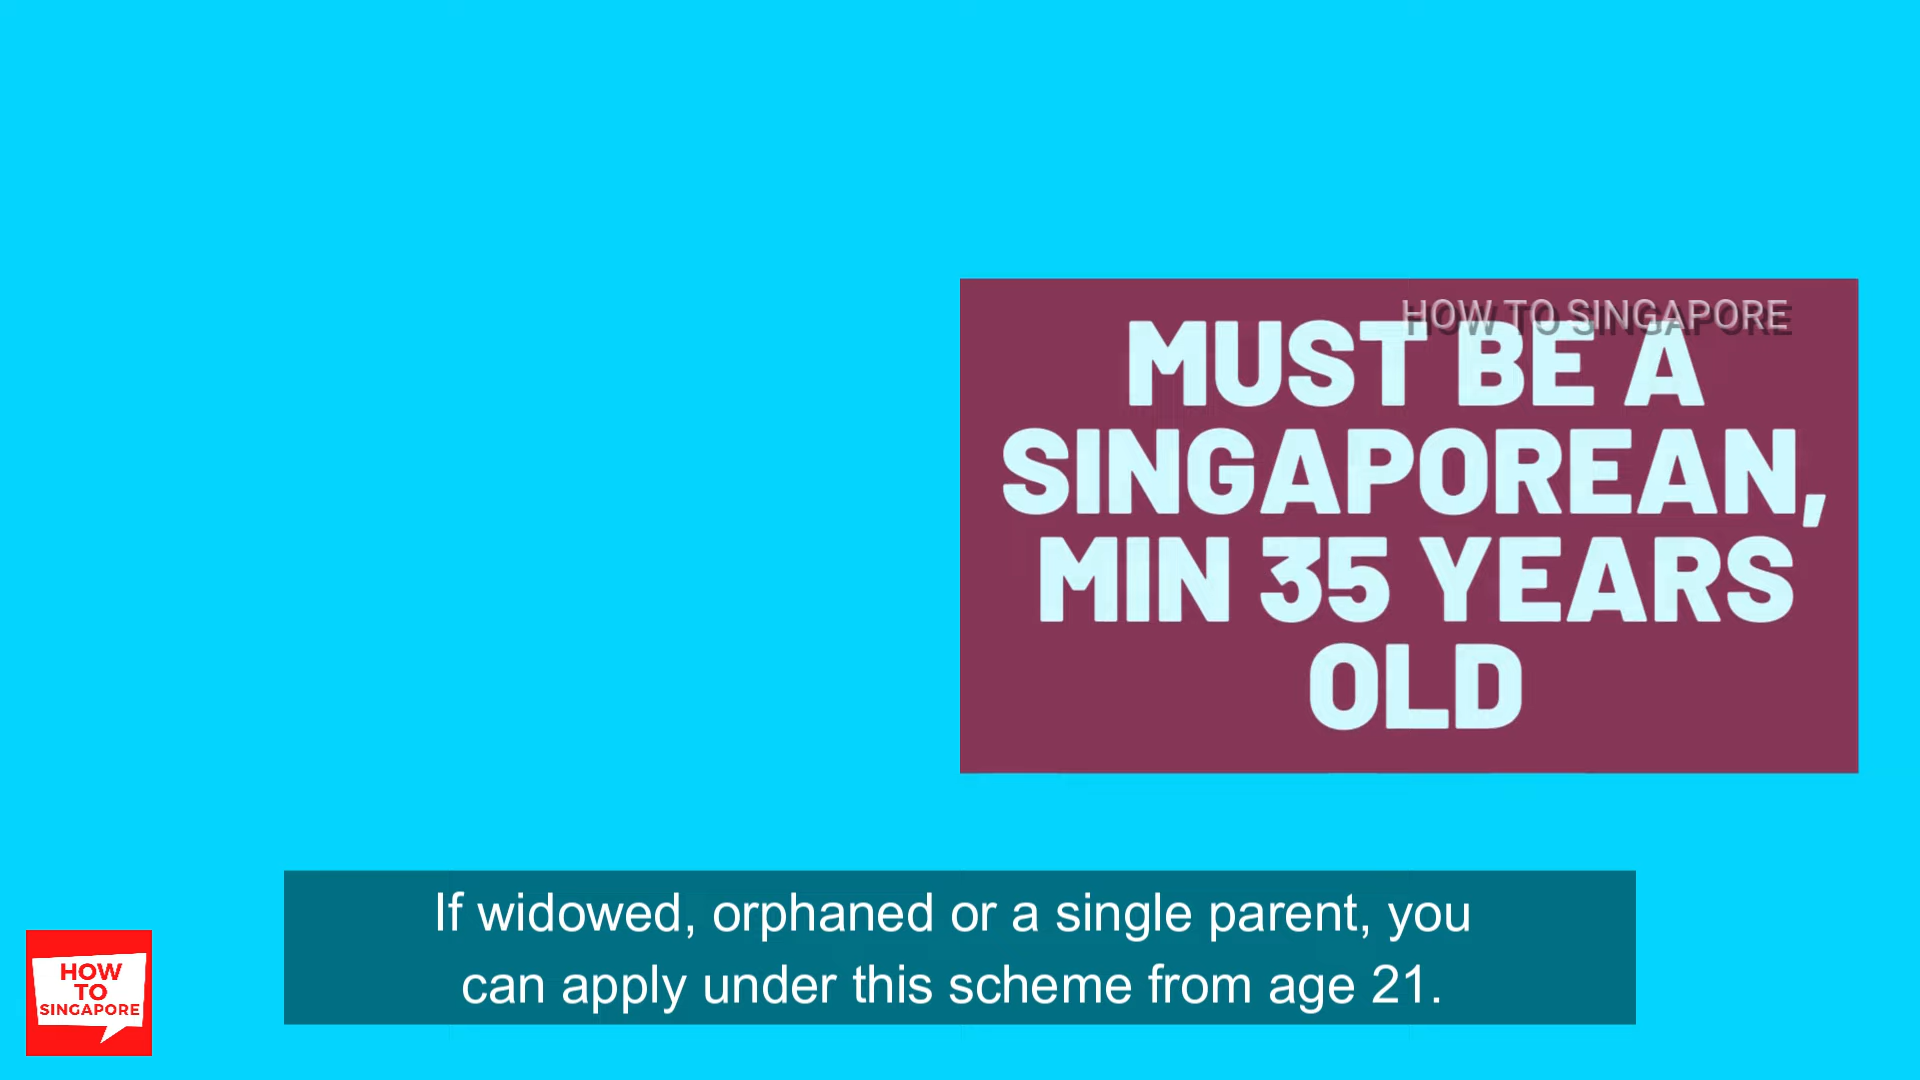 HOW TO SINGAPORE
MUST BE A
SINGAPOREAN,
MIN 35 YEARS
OLD
If widowed, orphaned or a single parent, you
can apply under this scheme from age 21.
HOW
TO
SINGAPORE